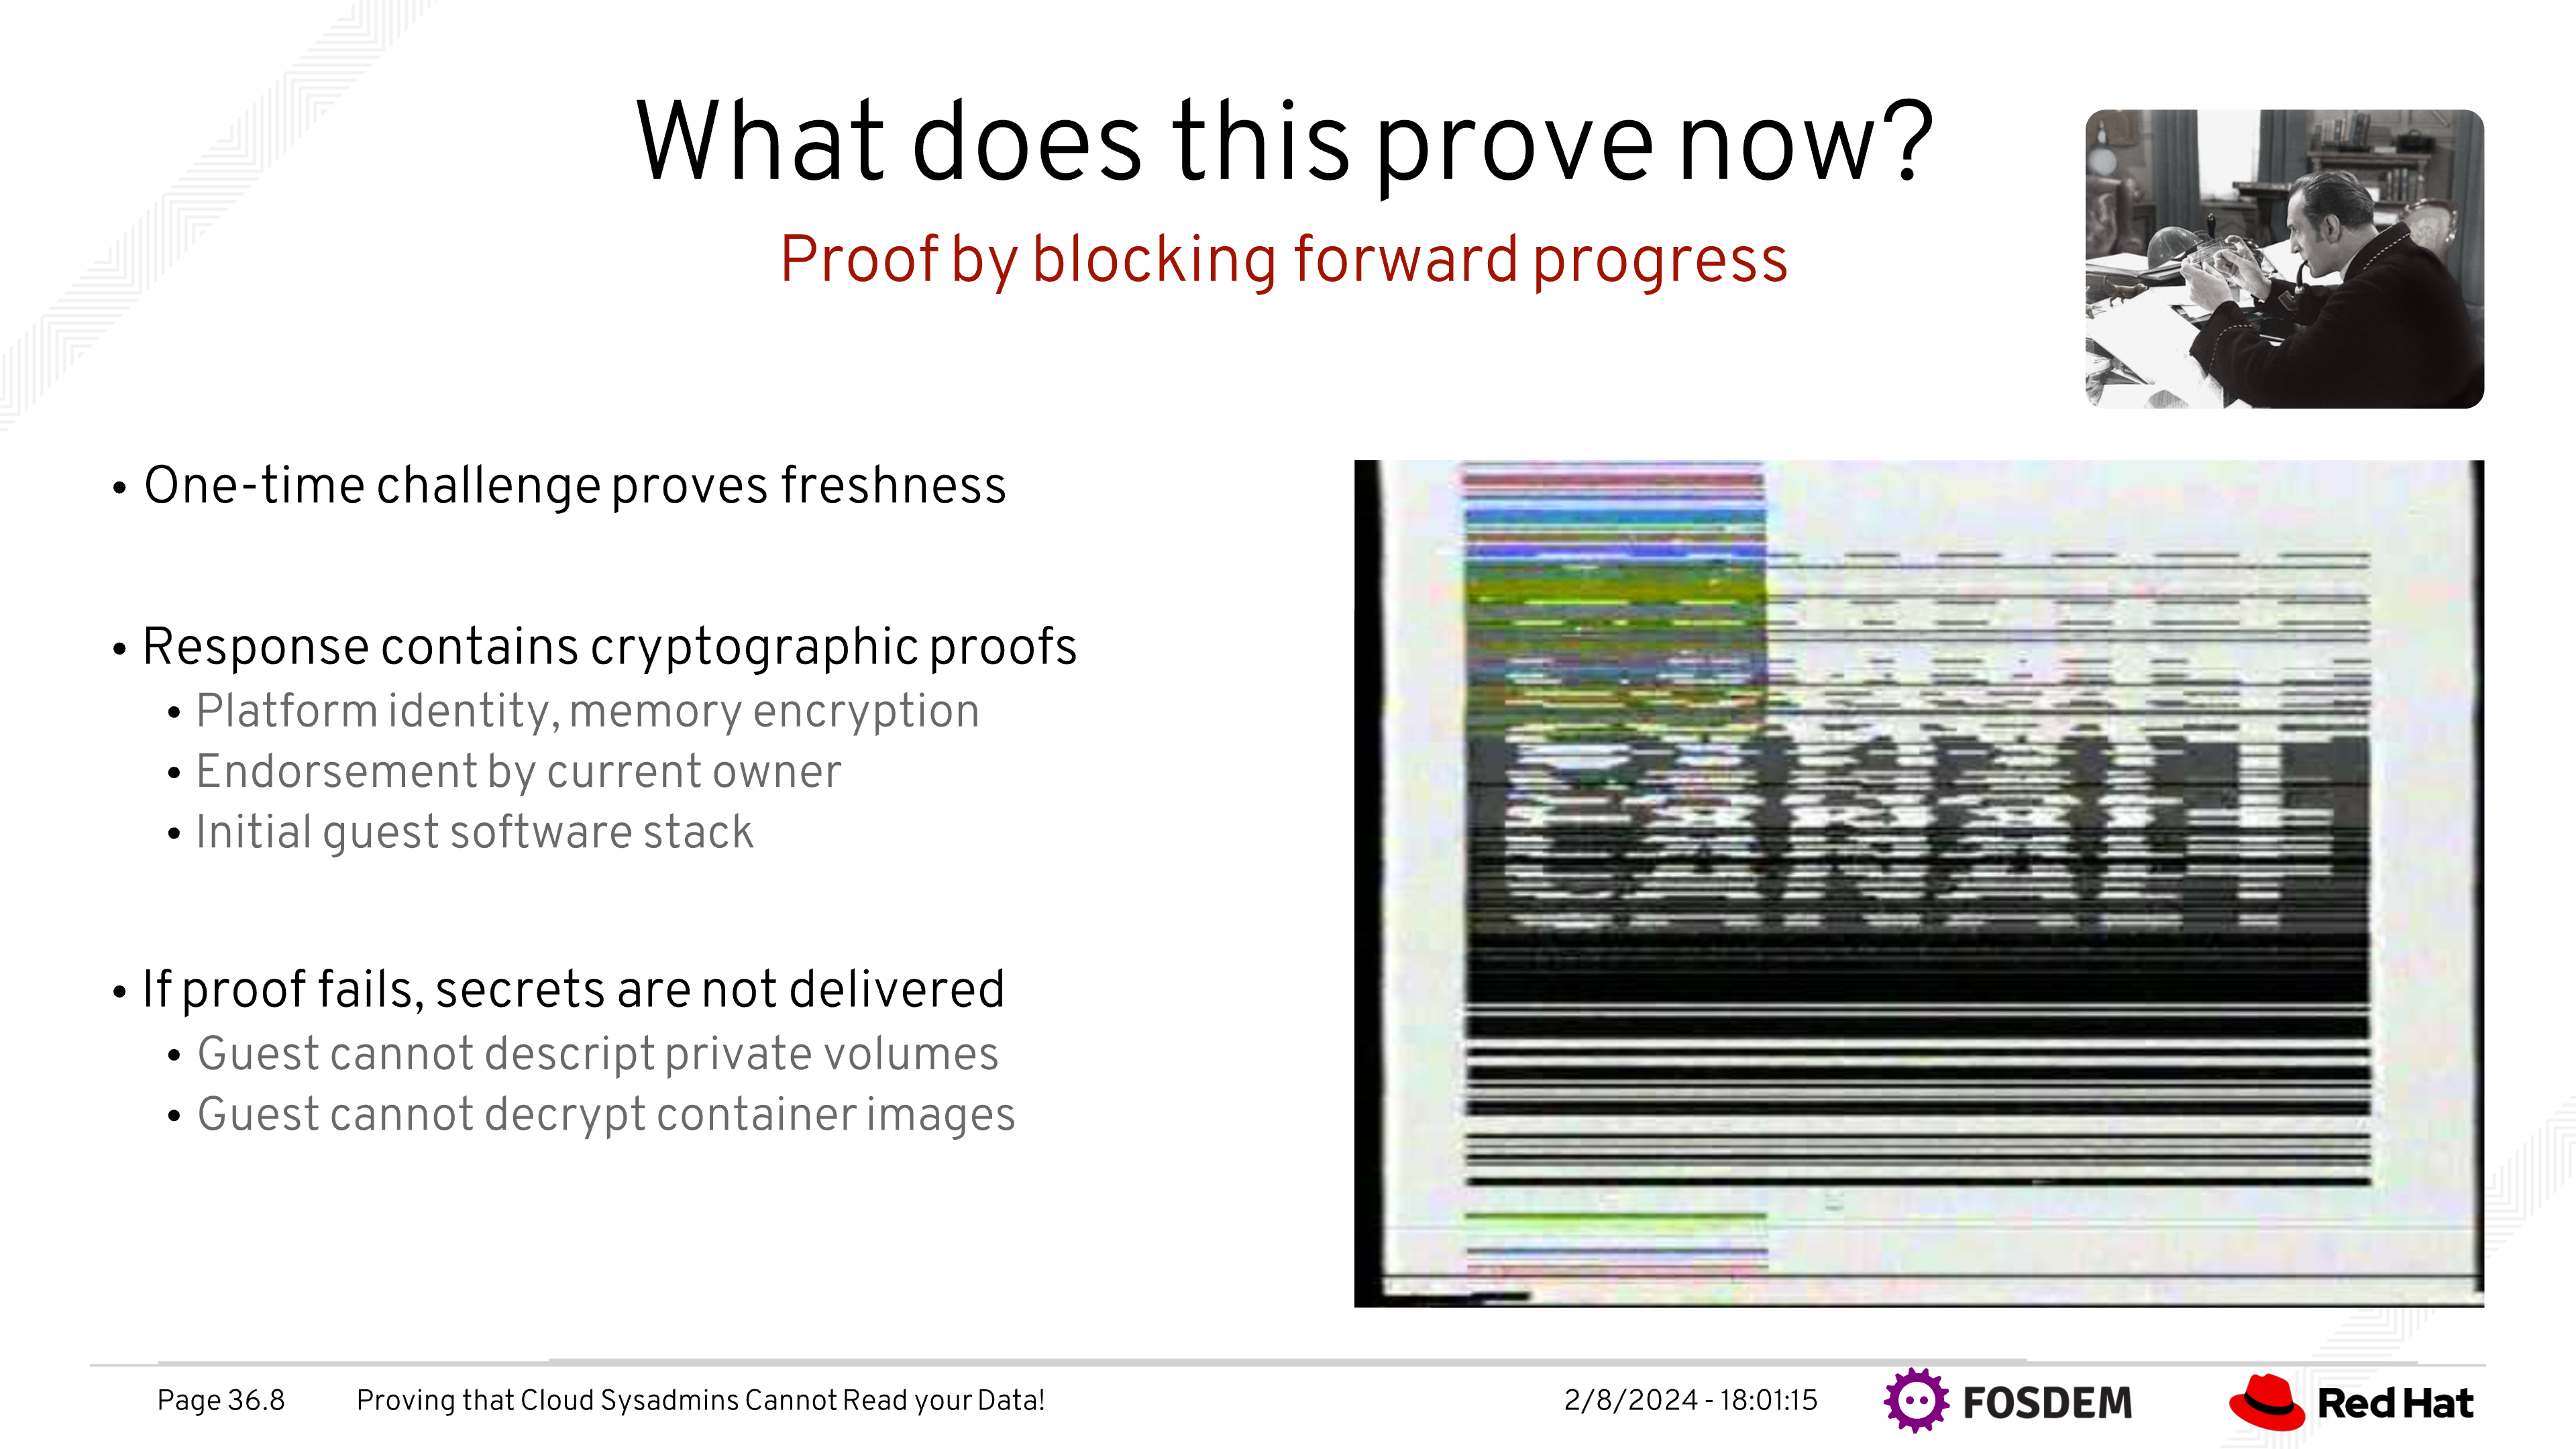 What does this prove now?
Proof by blocking forward progress
• One-time challenge proves freshness
• Response contains cryptographic proofs
• Platform identity, memory encryption
• Endorsement by current owner
• Initial guest software stack
• If proof fails, secrets are not delivered
• Guest cannot descript private volumes
• Guest cannot decrypt container images
Page 36.8 Proving that Cloud Sysadmins Cannot Read your Data! 2/8/2024 - 18:01:15 FOSDEM Red Hat